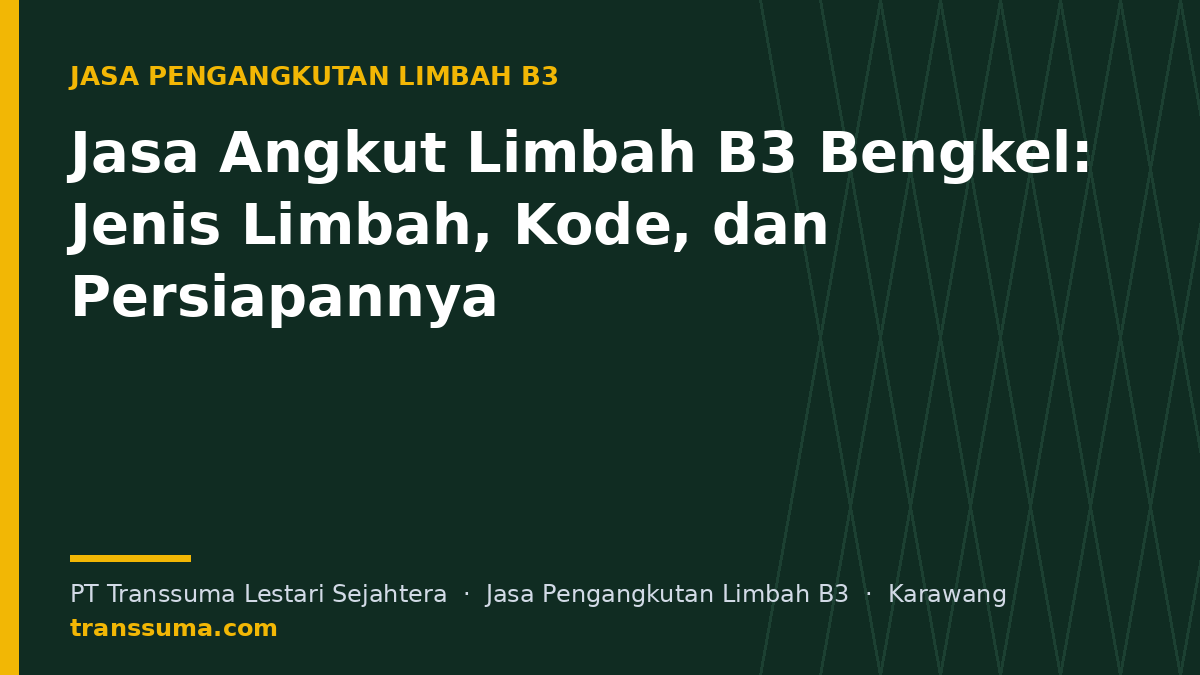 JASA PENGANGKUTAN LIMBAH B3
Jasa Angkut Limbah B3 Bengkel:
Jenis Limbah, Kode, dan
Persiapannya
PT Transsuma Lestari Sejahtera · Jasa Pengangkutan Limbah B3 · Karawang
transsuma.com